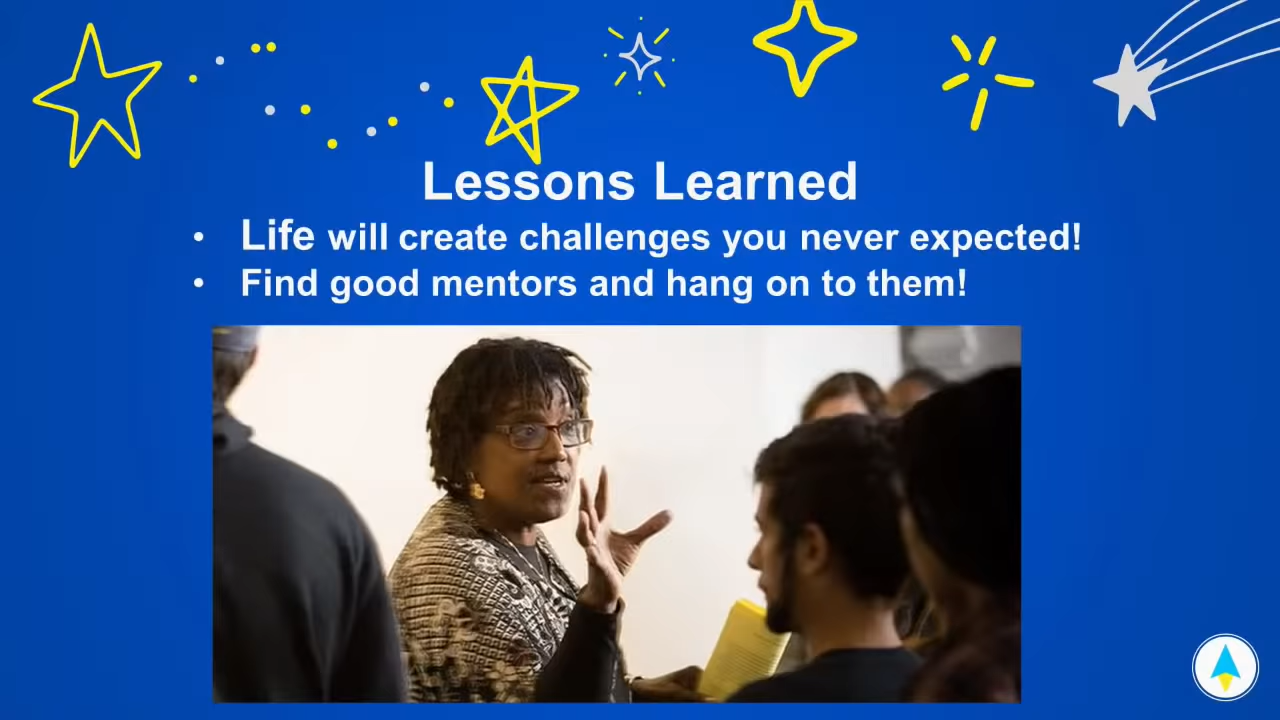 Lessons Learned
• Life will create challenges you never expected!
• Find good mentors and hang on to them!